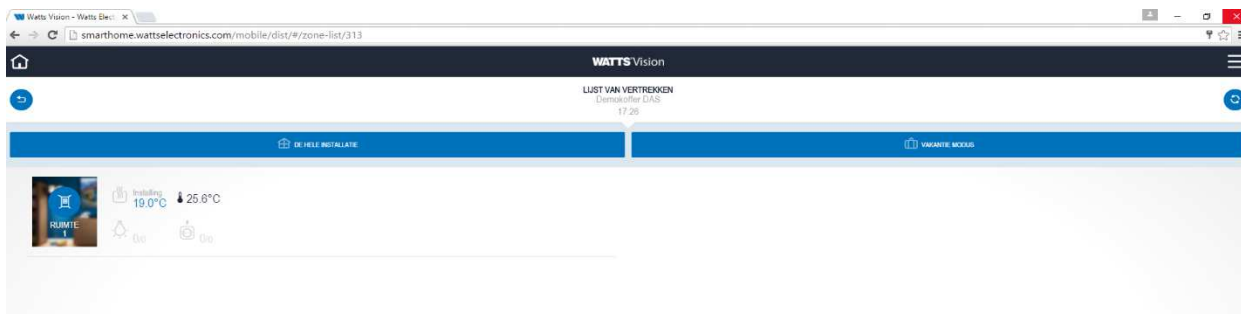 Watts Vision - Watts Elect
smarthome.wattselectronics.com/mobile/dist/#/zone-list/313
WATTS Vision
LIJST VAN VERTREKKEN
Demokoffer DAS
17:26
DE HELE INSTALLATIE
VAKANTIE MODUS
Instelling
19.0°C
25.6°C
RUIMTE
1
0/0
0/0